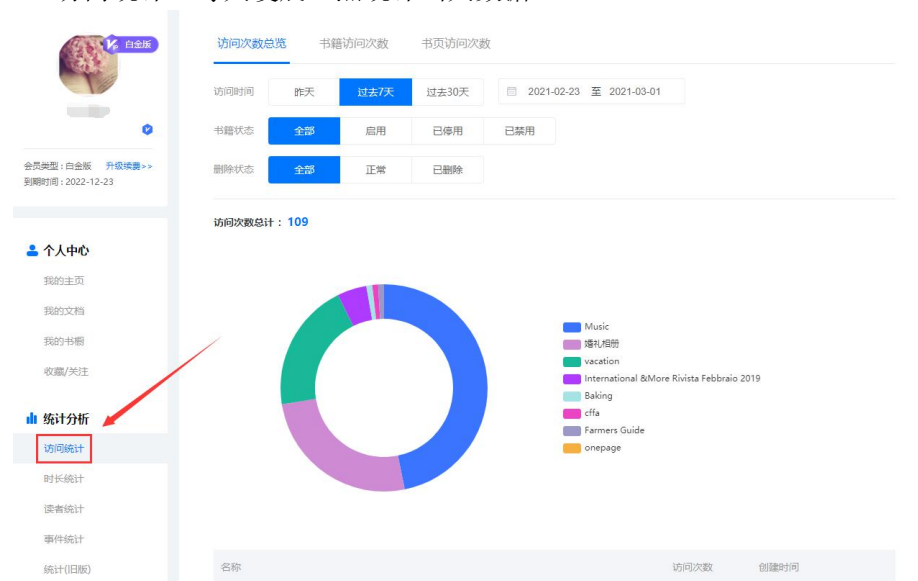 白金版
会员类型：白金版 升级续费>>
到期时间：2022-12-23
个人中心
我的主页
我的文档
我的书橱
收藏/关注
统计分析
访问统计
时长统计
读者统计
事件统计
统计(旧版)
访问次数总览 书籍访问次数 书页访问次数
访问时间 昨天 过去7天 过去30天 2021-02-23 至 2021-03-01
书籍状态 全部 启用 已停用 已禁用
删除状态 全部 正常 已删除
访问次数总计： 109
Music
婚礼相册
vacation
International &More Rivista Febbraio 2019
Baking
cffa
Farmers Guide
onepage
名称 访问次数 创建时间